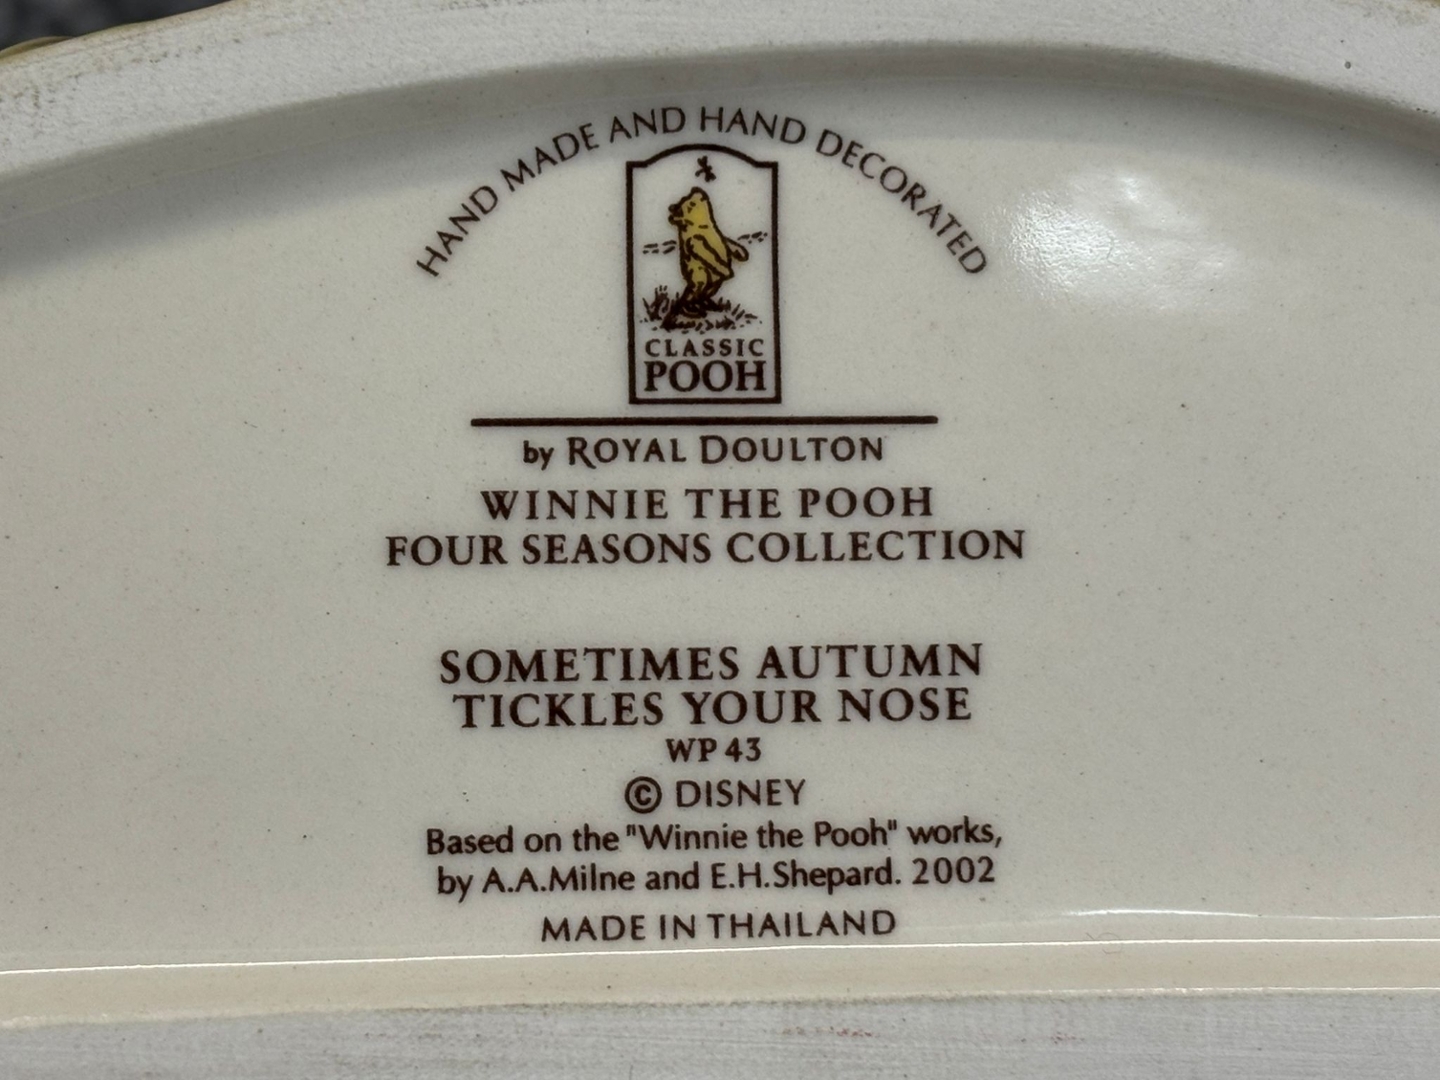 HAND MADE AND HAND DECORATED
CLASSIC
POOH
by ROYAL DOULTON
WINNIE THE POOH
FOUR SEASONS COLLECTION
SOMETIMES AUTUMN
TICKLES YOUR NOSE
WP 43
© DISNEY
Based on the "Winnie the Pooh" works,
by A.A.Milne and E.H.Shepard. 2002
MADE IN THAILAND